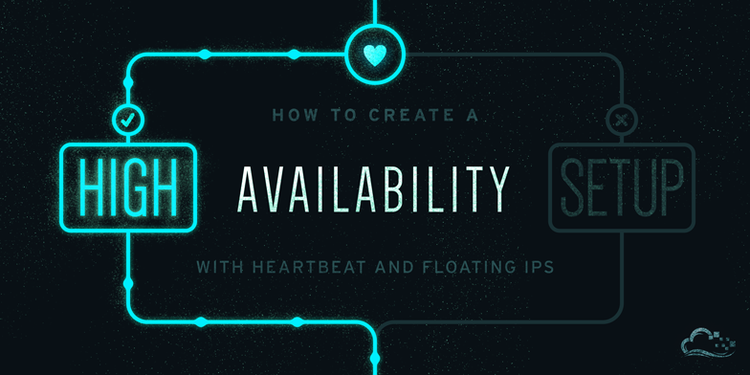 HOW TO CREATE A
HIGH AVAILABILITY SETUP
WITH HEARTBEAT AND FLOATING IPS